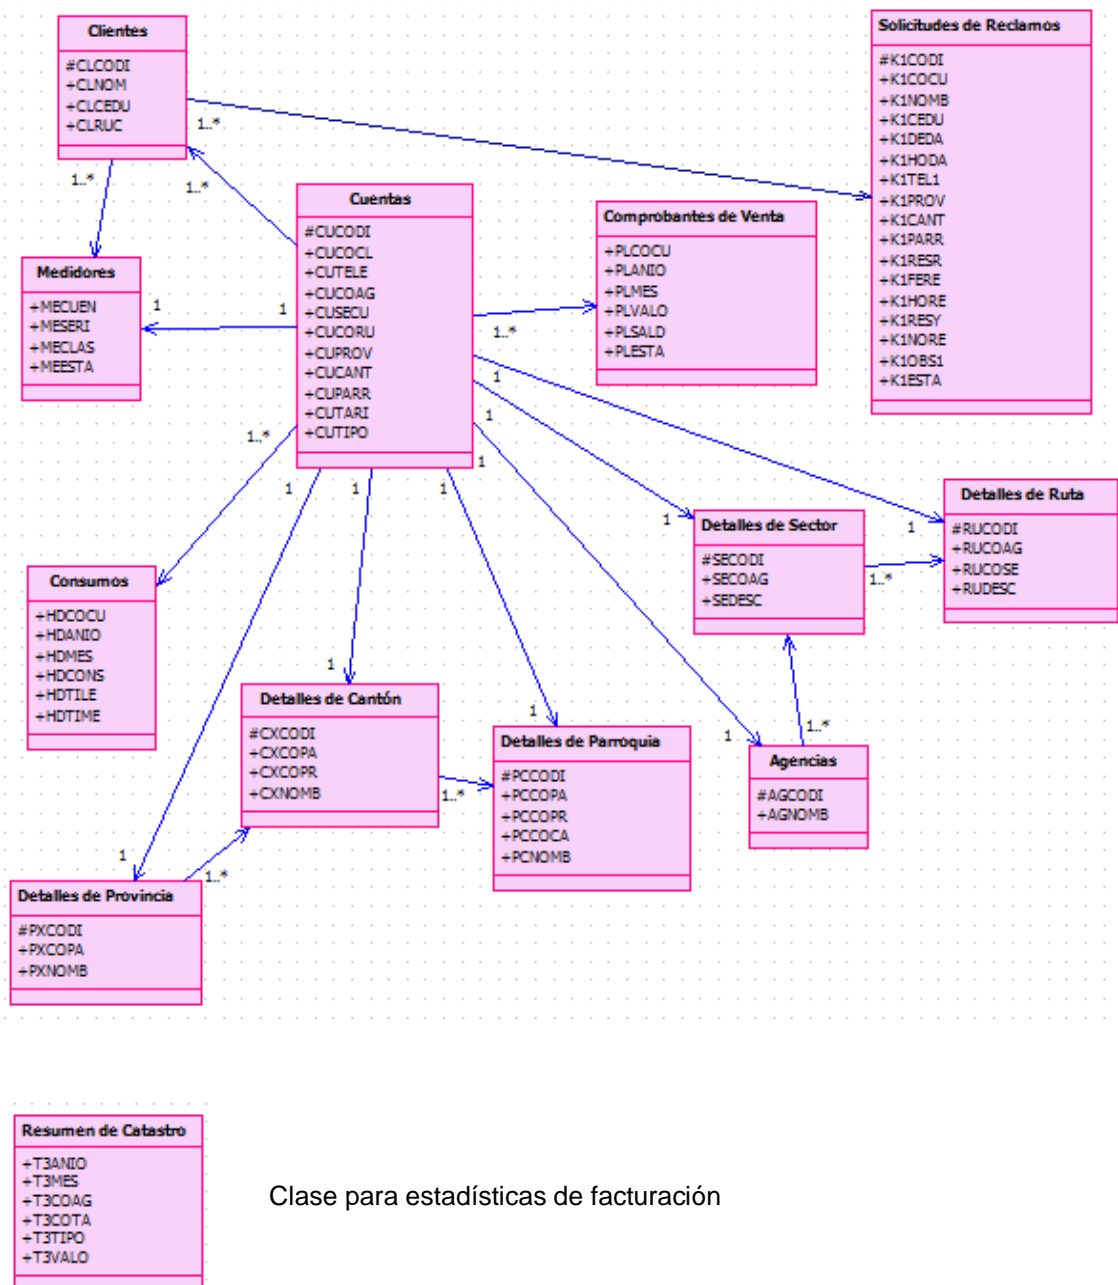 Clientes
#CLCODI
+CLNOM
+CLCEDU
+CLRUC
1..*
1..*
1..*
Solicitudes de Reclamos
#K1CODI
+K1COCU
+K1NOMB
+K1CEDU
+K1DEDA
+K1HODA
+K1TEL1
+K1PROV
+K1CANT
+K1PARR
+K1RESR
+K1FERE
+K1HORE
+K1RESY
+K1NORE
+K1OBS1
+K1ESTA
Cuentas
#CUCODI
+CUCOCL
+CUTELE
+CUCOAG
+CUSECU
+CUCORU
+CUPROV
+CUCANT
+CUPARR
+CUTARI
+CUTIPO
Comprobantes de Venta
+PLCOCU
+PLANIO
+PLMES
+PLVALO
+PLSALD
+PLESTA
Medidores
+MECUEN
+MESERI
+MECLAS
+MEESTA
1
1
1..*
1
1
1..*
1
1
1
1
Detalles de Ruta
#RUCODI
+RUCOAG
+RUCOSE
+RUDESC
1
1
Detalles de Sector
#SECODI
+SECOAG
+SEDESC
1..*
Consumos
+HDCOCU
+HDANIO
+HDMES
+HDCONS
+HDTILE
+HDTIME
1
Detalles de Cantón
#CXCODI
+CXCOPA
+CXCOPR
+CXNOMB
1..*
1
Detalles de Parroquia
#PCCODI
+PCCOPA
+PCCOPR
+PCCOCA
+PCNOMB
1
1..*
Agencias
#AGCODI
+AGNOMB
1
1..*
Detalles de Provincia
#PXCODI
+PXCOPA
+PXNOMB
Resumen de Catastro
+T3ANIO
+T3MES
+T3COAG
+T3COTA
+T3TIPO
+T3VALO
Clase para estadísticas de facturación